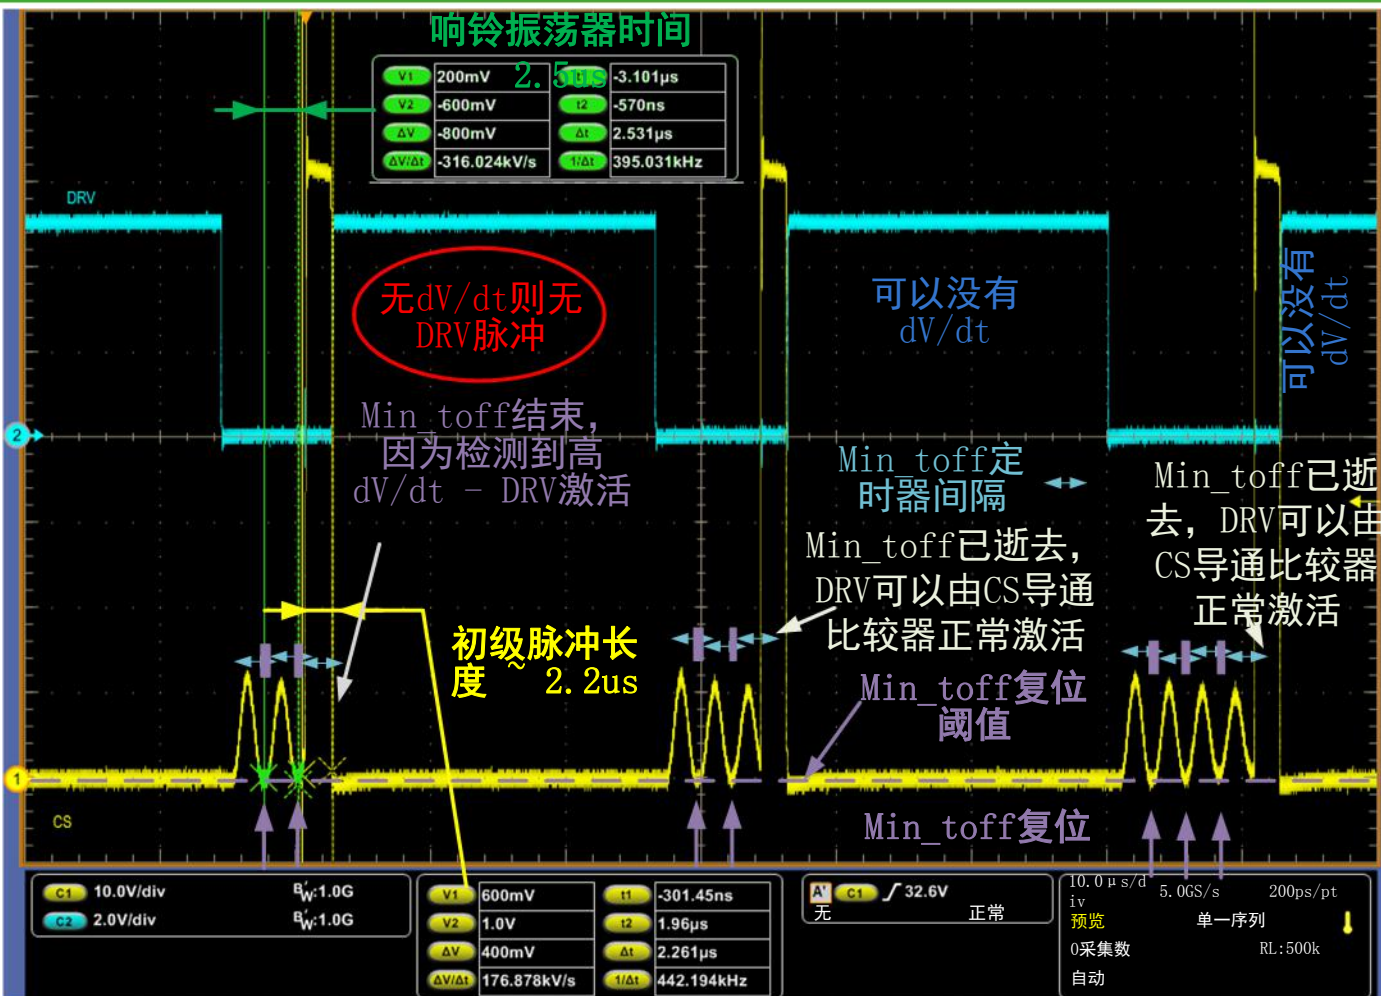 响铃振荡器时间
2.5us
V1 200mV t1 -3.101µs
V2 -600mV t2 -570ns
ΔV -800mV Δt 2.531µs
ΔV/Δt -316.024kV/s 1/Δt 395.031kHz
DRV
无dV/dt则无
DRV脉冲
可以没有
dV/dt
可以没有
dV/dt
Min_toff结束，
因为检测到高
dV/dt - DRV激活
2
Min_toff定
时器间隔
Min_toff已逝
去，DRV可以由
CS导通比较器
正常激活
Min_toff已逝去，
DRV可以由CS导通
比较器正常激活
初级脉冲长
度 ~ 2.2us
Min_toff复位
阈值
1
CS
Min_toff复位
C1 10.0V/div BW:1.0G
C2 2.0V/div BW:1.0G
V1 600mV t1 -301.45ns
V2 1.0V t2 1.96µs
ΔV 400mV Δt 2.261µs
ΔV/Δt 176.878kV/s 1/Δt 442.194kHz
A' C1 32.6V
无 正常
10.0μs/d
iv
5.0GS/s 200ps/pt
预览 单一序列
0采集数 RL:500k
自动